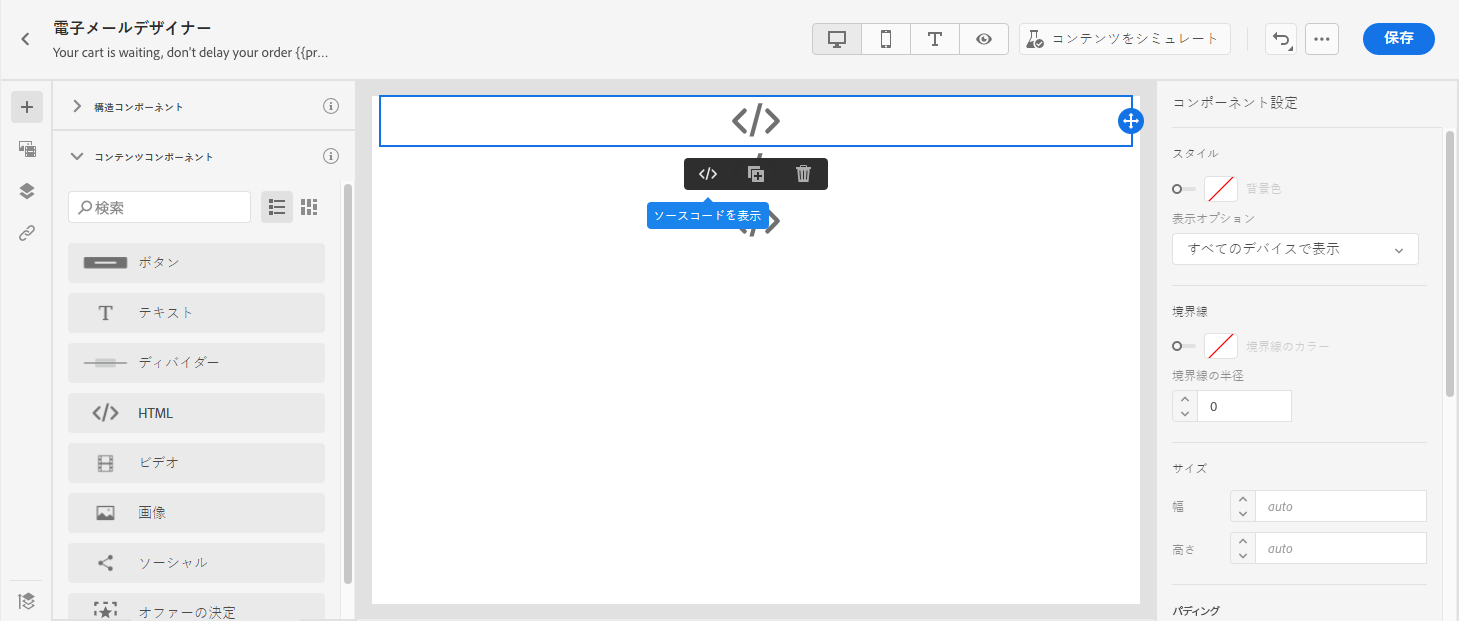 電子メールデザイナー
Your cart is waiting, don't delay your order {{pr...
コンテンツをシミュレート
保存
構造コンポーネント
コンテンツコンポーネント
検索
ボタン
テキスト
ディバイダー
HTML
ビデオ
画像
ソーシャル
オファーの決定
ソースコードを表示
コンポーネント設定
スタイル
背景色
表示オプション
すべてのデバイスで表示
境界線
境界線のカラー
境界線の半径
0
サイズ
幅
auto
高さ
auto
パディング